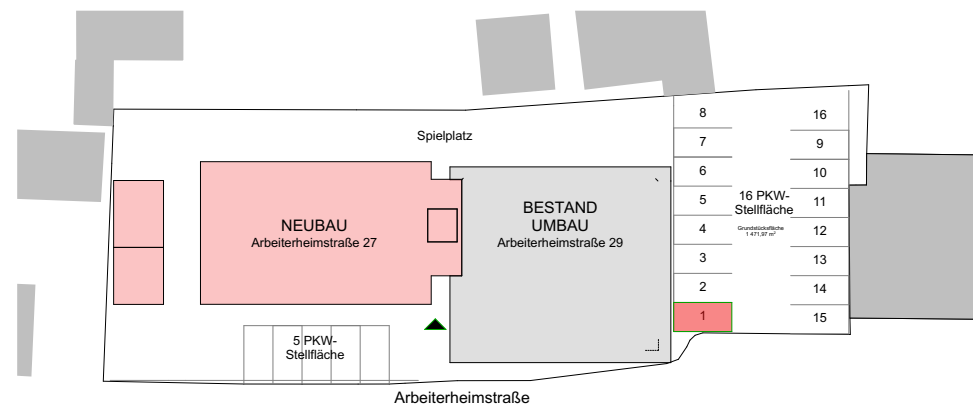 Spielplatz
NEUBAU
Arbeiterheimstraße 27
BESTAND
UMBAU
Arbeiterheimstraße 29
5 PKW-
Stellfläche
8
7
6
5
4
3
2
1
16 PKW-
Stellfläche
Grundstücksfläche
1 471,97 m²
16
9
10
11
12
13
14
15
Arbeiterheimstraße